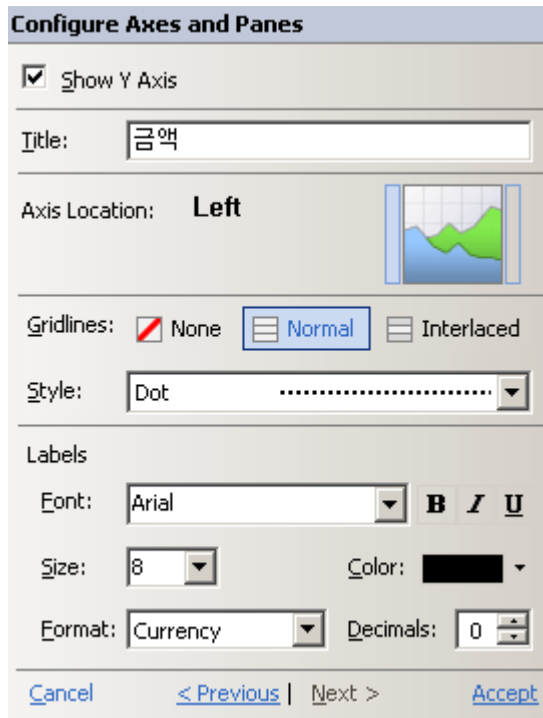 Configure Axes and Panes
Show Y Axis
Title: 금액
Axis Location: Left
Gridlines: None Normal Interlaced
Style: Dot
Labels
Font: Arial B I U
Size: 8 Color:
Format: Currency Decimals: 0
Cancel < Previous | Next > Accept